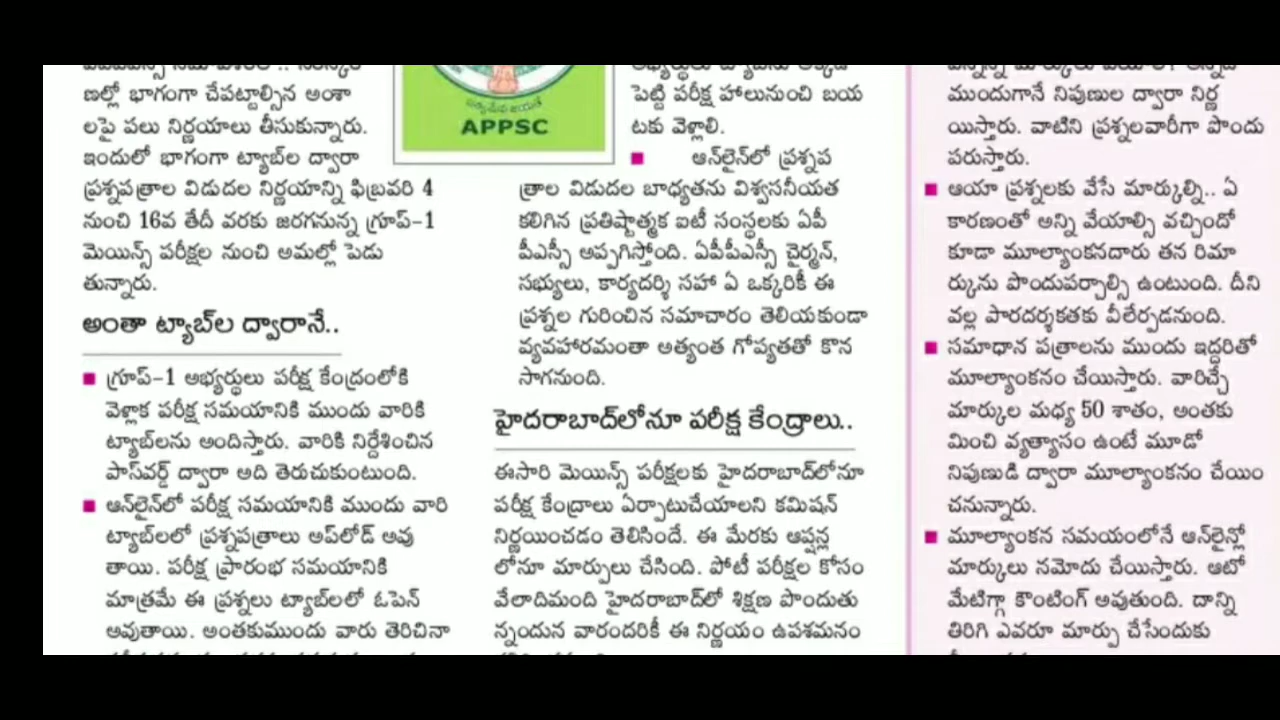 ణల్లో భాగంగా చేపట్టాల్సిన అంశా
లపై పలు నిర్ణయాలు తీసుకున్నారు.
ఇందులో భాగంగా ట్యాబ్‌ల ద్వారా
ప్రశ్నపత్రాల విడుదల నిర్ణయాన్ని ఫిబ్రవరి 4
నుంచి 16వ తేదీ వరకు జరగనున్న గ్రూప్-1
మెయిన్స్ పరీక్షల నుంచి అమల్లో పెడు
తున్నారు.
అంతా ట్యాబ్‌ల ద్వారానే..
■ గ్రూప్-1 అభ్యర్థులు పరీక్ష కేంద్రంలోకి
వెళ్లాక పరీక్ష సమయానికి ముందు వారికి
ట్యాబ్‌లను అందిస్తారు. వారికి నిర్దేశించిన
పాస్‌వర్డ్ ద్వారా అది తెరుచుకుంటుంది.
■ ఆన్‌లైన్‌లో పరీక్ష సమయానికి ముందు వారి
ట్యాబ్‌లలో ప్రశ్నపత్రాలు అప్‌లోడ్ అవు
తాయి. పరీక్ష ప్రారంభ సమయానికి
మాత్రమే ఈ ప్రశ్నలు ట్యాబ్‌లలో ఓపెన్
అవుతాయి. అంతకుముందు వారు తెరిచినా
సత్యమేవ జయతే
APPSC
పెట్టి పరీక్ష హాలునుంచి బయ
టకు వెళ్లాలి.
■ ఆన్‌లైన్‌లో ప్రశ్నప
త్రాల విడుదల బాధ్యతను విశ్వసనీయత
కలిగిన ప్రతిష్టాత్మక ఐటీ సంస్థలకు ఏపీ
పీఎస్సీ అప్పగిస్తోంది. ఏపీపీఎస్సీ చైర్మన్,
సభ్యులు, కార్యదర్శి సహా ఏ ఒక్కరికీ ఈ
ప్రశ్నల గురించిన సమాచారం తెలియకుండా
వ్యవహారమంతా అత్యంత గోప్యతతో కొన
సాగనుంది.
హైదరాబాద్‌లోనూ పరీక్ష కేంద్రాలు..
ఈసారి మెయిన్స్ పరీక్షలకు హైదరాబాద్‌లోనూ
పరీక్ష కేంద్రాలు ఏర్పాటుచేయాలని కమిషన్
నిర్ణయించడం తెలిసిందే. ఈ మేరకు ఆప్షన్ల
లోనూ మార్పులు చేసింది. పోటీ పరీక్షల కోసం
వేలాదిమంది హైదరాబాద్‌లో శిక్షణ పొందుతు
న్నందున వారందరికీ ఈ నిర్ణయం ఉపశమనం
ముందుగానే నిపుణుల ద్వారా నిర్ణ
యిస్తారు. వాటిని ప్రశ్నలవారీగా పొందు
పరుస్తారు.
■ ఆయా ప్రశ్నలకు వేసే మార్కుల్ని.. ఏ
కారణంతో అన్ని వేయాల్సి వచ్చిందో
కూడా మూల్యాంకనదారు తన రిమా
ర్కును పొందుపర్చాల్సి ఉంటుంది. దీని
వల్ల పారదర్శకతకు వీలేర్పడనుంది.
■ సమాధాన పత్రాలను ముందు ఇద్దరితో
మూల్యాంకనం చేయిస్తారు. వారిచ్చే
మార్కుల మధ్య 50 శాతం, అంతకు
మించి వ్యత్యాసం ఉంటే మూడో
నిపుణుడి ద్వారా మూల్యాంకనం చేయిం
చనున్నారు.
■ మూల్యాంకన సమయంలోనే ఆన్‌లైన్లో
మార్కులు నమోదు చేయిస్తారు. ఆటో
మేటిగ్గా కౌంటింగ్ అవుతుంది. దాన్ని
తిరిగి ఎవరూ మార్పు చేసేందుకు